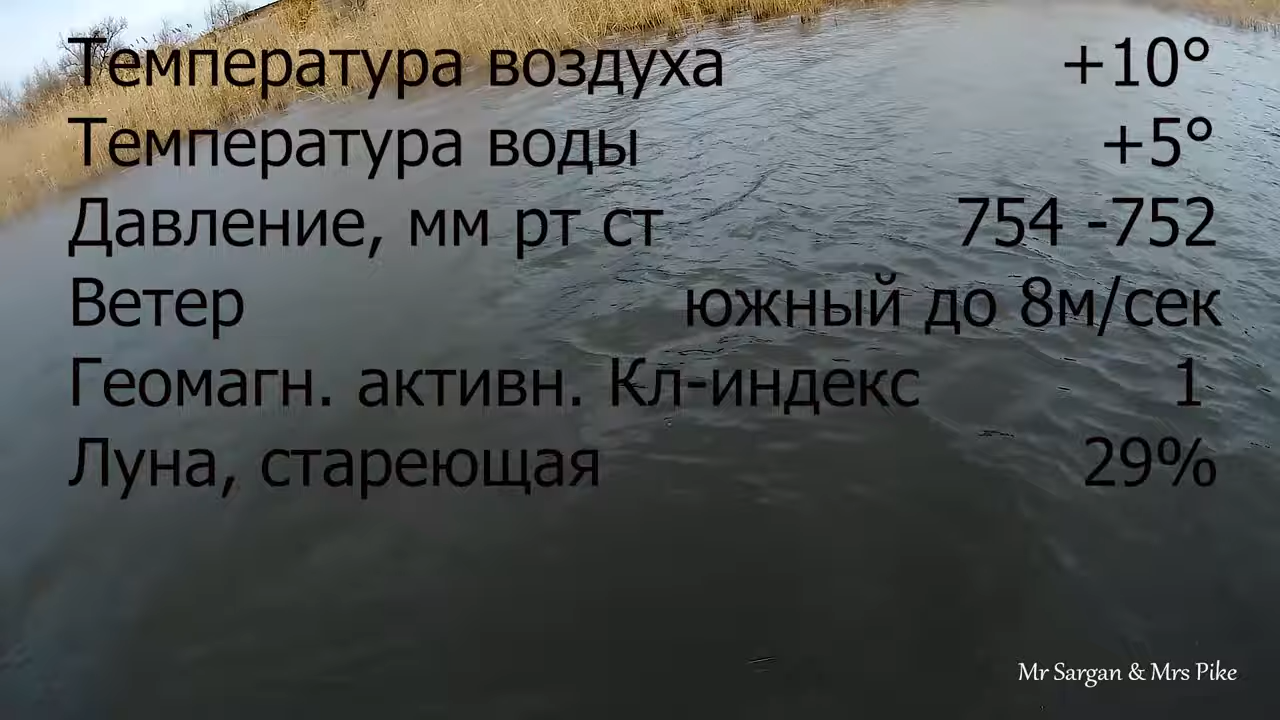 Температура воздуха +10°
Температура воды +5°
Давление, мм рт ст 754 -752
Ветер южный до 8м/сек
Геомагн. активн. Кл-индекс 1
Луна, стареющая 29%
Mr Sargan & Mrs Pike